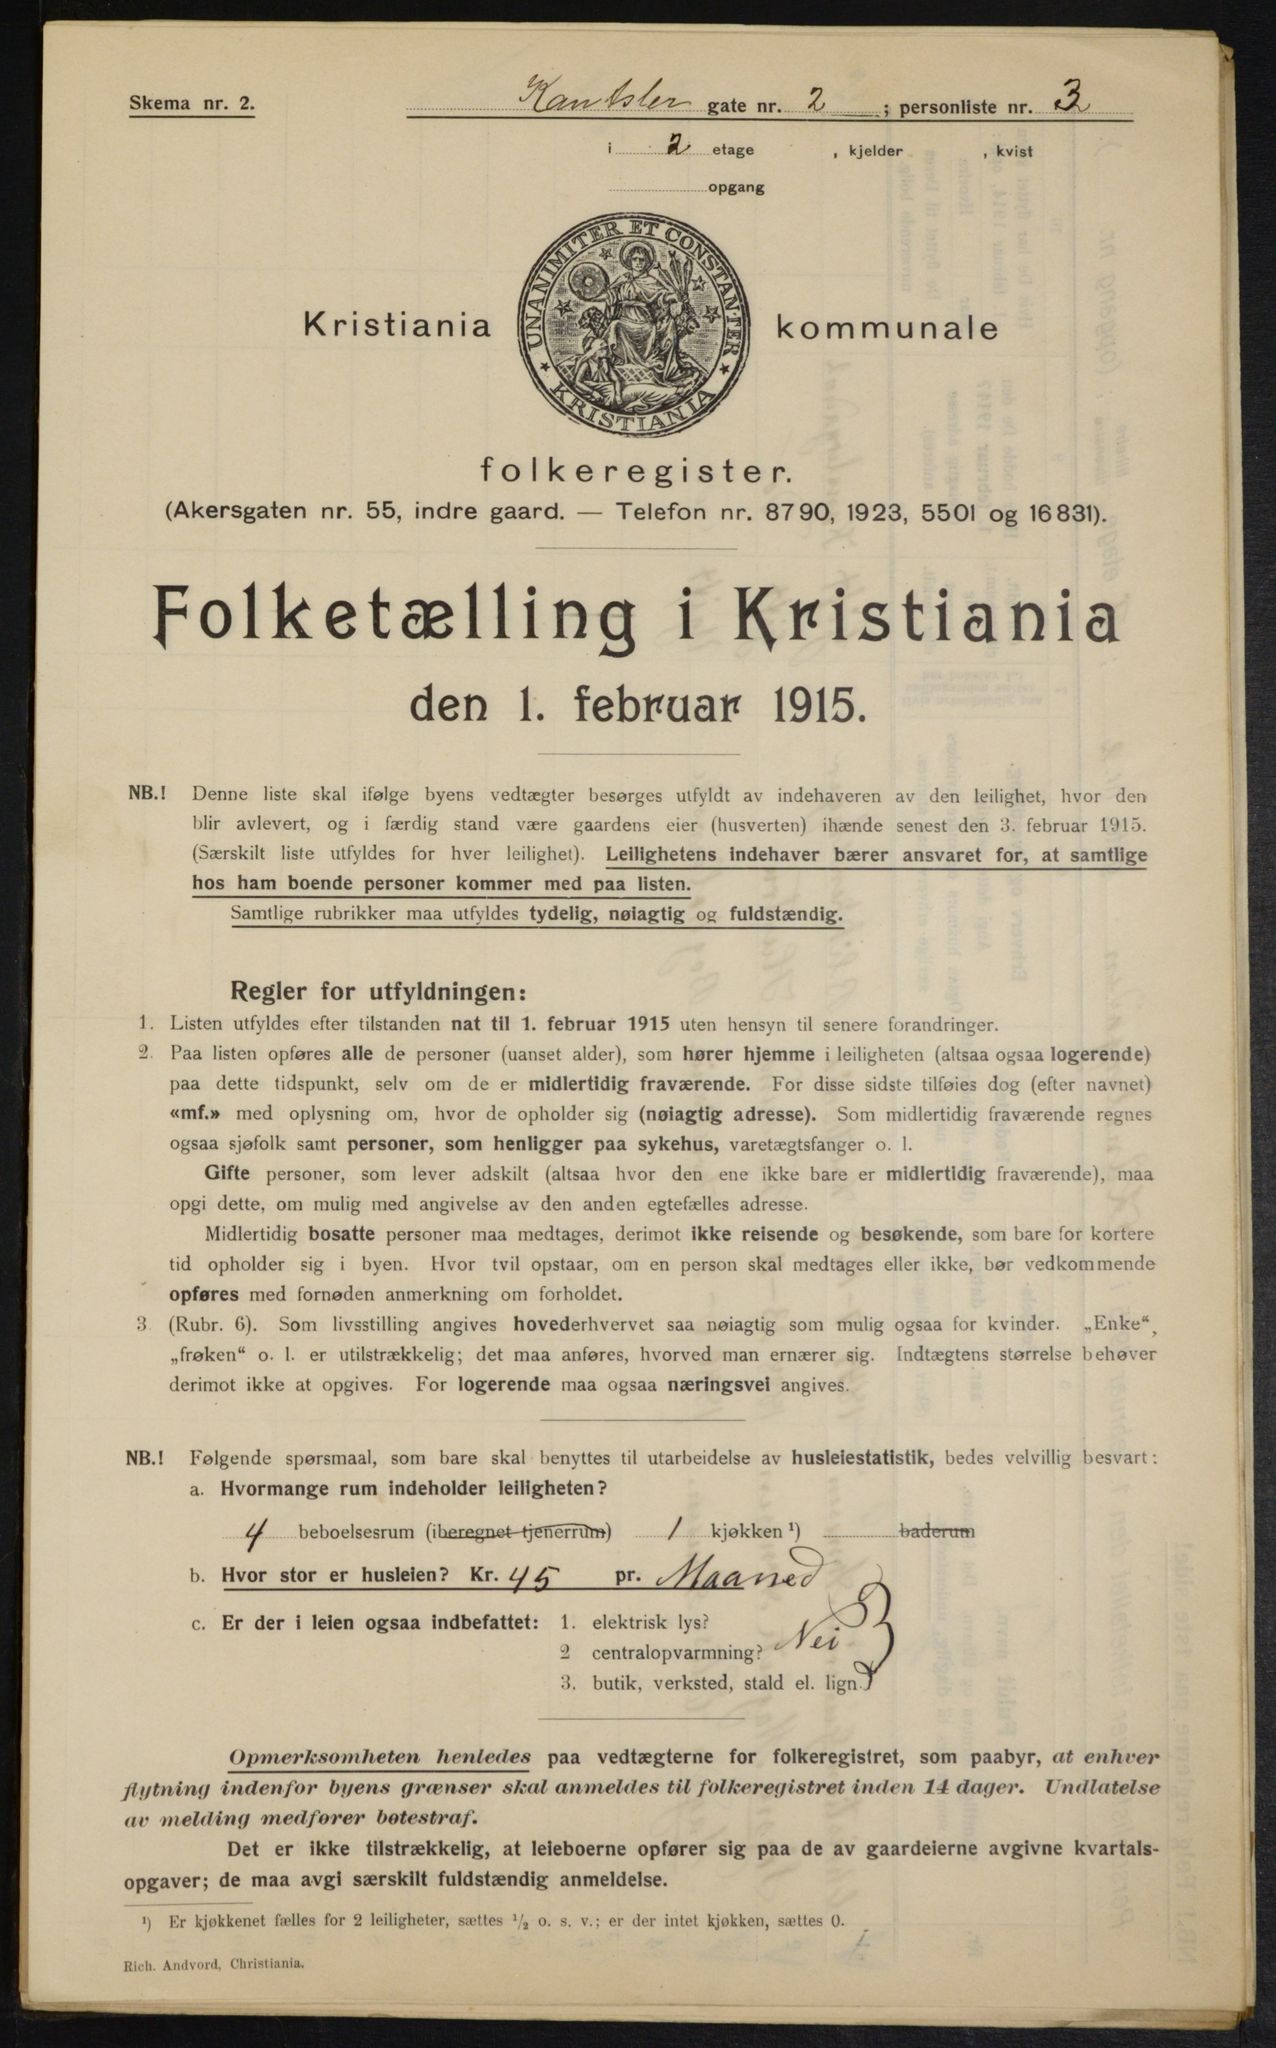 Skema nr. 2.
Kantsler gate nr. 2 ; personliste nr. 3
i 2 etage , kjelder , kvist
opgang
UNANIMITER ET CONSTANTER
KRISTIANIA
Kristiania kommunale
folkeregister.
(Akersgaten nr. 55, indre gaard. — Telefon nr. 8790, 1923, 5501 og 16831).
Folketælling i Kristiania
den 1. februar 1915.
NB.! Denne liste skal ifølge byens vedtægter besørges utfyldt av indehaveren av den leilighet, hvor den
blir avlevert, og i færdig stand være gaardens eier (husverten) ihænde senest den 3. februar 1915.
(Særskilt liste utfyldes for hver leilighet). Leilighetens indehaver bærer ansvaret for, at samtlige
hos ham boende personer kommer med paa listen.
Samtlige rubrikker maa utfyldes tydelig, nøiagtig og fuldstændig.
Regler for utfyldningen:
1. Listen utfyldes efter tilstanden nat til 1. februar 1915 uten hensyn til senere forandringer.
2. Paa listen opføres alle de personer (uanset alder), som hører hjemme i leiligheten (altsaa ogsaa logerende)
paa dette tidspunkt, selv om de er midlertidig fraværende. For disse sidste tilføies dog (efter navnet)
«mf.» med oplysning om, hvor de opholder sig (nøiagtig adresse). Som midlertidig fraværende regnes
ogsaa sjøfolk samt personer, som henligger paa sykehus, varetægtsfanger o. l.
Gifte personer, som lever adskilt (altsaa hvor den ene ikke bare er midlertidig fraværende), maa
opgi dette, om mulig med angivelse av den anden egtefælles adresse.
Midlertidig bosatte personer maa medtages, derimot ikke reisende og besøkende, som bare for kortere
tid opholder sig i byen. Hvor tvil opstaar, om en person skal medtages eller ikke, bør vedkommende
opføres med fornøden anmerkning om forholdet.
3. (Rubr. 6). Som livsstilling angives hovederhvervet saa nøiagtig som mulig ogsaa for kvinder. „Enke“,
„frøken“ o. l. er utilstrækkelig; det maa anføres, hvorved man ernærer sig. Indtægtens størrelse behøver
derimot ikke at opgives. For logerende maa ogsaa næringsvei angives.
NB.! Følgende spørsmaal, som bare skal benyttes til utarbeidelse av husleiestatistik, bedes velvillig besvart:
a. Hvormange rum indeholder leiligheten?
4 beboelsesrum (iberegnet tjenerrum) 1 kjøkken ¹) baderum
b. Hvor stor er husleien? Kr. 45 pr. Maaned
c. Er der i leien ogsaa indbefattet: 1. elektrisk lys?
2 centralopvarmning? Nei
3. butik, verksted, stald el. lign.
Opmerksomheten henledes paa vedtægterne for folkeregistret, som paabyr, at enhver
flytning indenfor byens grænser skal anmeldes til folkeregistret inden 14 dager. Undlatelse
av melding medfører bøtestraf.
Det er ikke tilstrækkelig, at leieboerne opfører sig paa de av gaardeierne avgivne kvartals-
opgaver; de maa avgi særskilt fuldstændig anmeldelse.
¹) Er kjøkkenet fælles for 2 leiligheter, sættes ½ o. s. v.; er der intet kjøkken, sættes 0.
Rich. Andvord, Christiania.